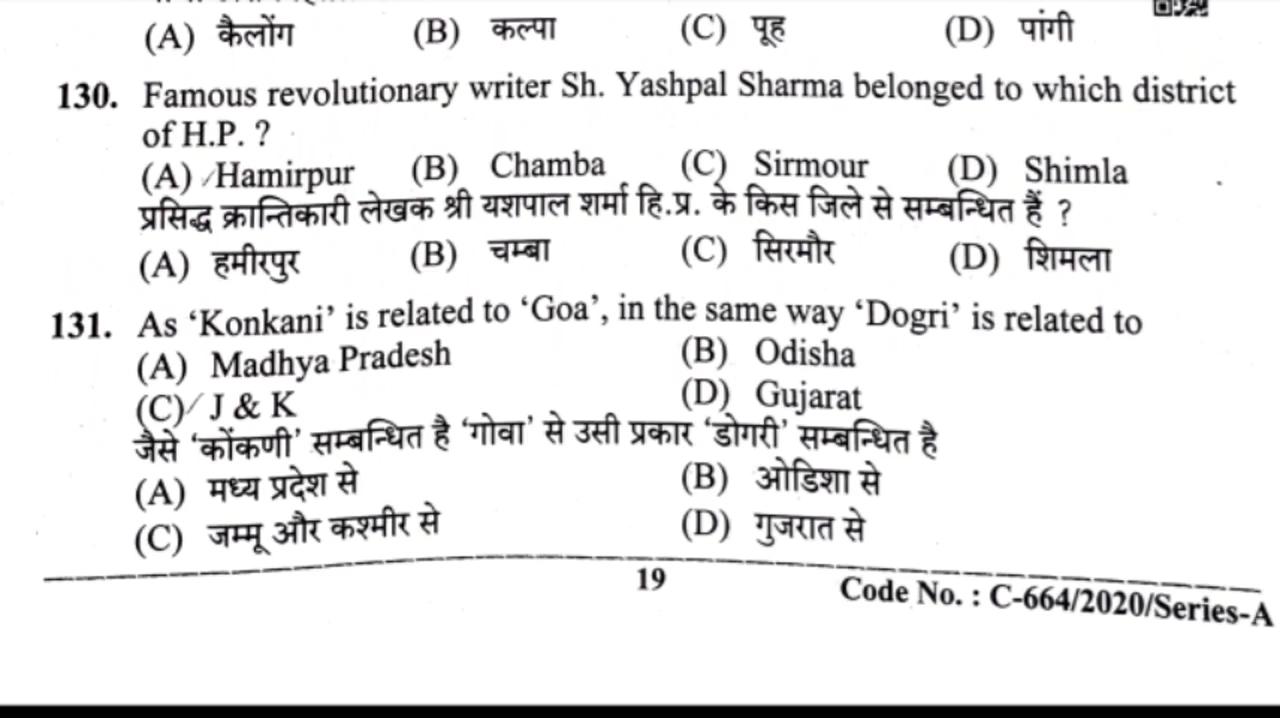 (A) कैलोंग (B) कल्पा (C) पूह (D) पांगी
130. Famous revolutionary writer Sh. Yashpal Sharma belonged to which district
of H.P. ?
(A) Hamirpur (B) Chamba (C) Sirmour (D) Shimla
प्रसिद्ध क्रान्तिकारी लेखक श्री यशपाल शर्मा हि.प्र. के किस जिले से सम्बन्धित हैं ?
(A) हमीरपुर (B) चम्बा (C) सिरमौर (D) शिमला
131. As ‘Konkani’ is related to ‘Goa’, in the same way ‘Dogri’ is related to
(A) Madhya Pradesh (B) Odisha
(C) J & K (D) Gujarat
जैसे ‘कोंकणी’ सम्बन्धित है ‘गोवा’ से उसी प्रकार ‘डोगरी’ सम्बन्धित है
(A) मध्य प्रदेश से (B) ओडिशा से
(C) जम्मू और कश्मीर से (D) गुजरात से
19
Code No. : C-664/2020/Series-A